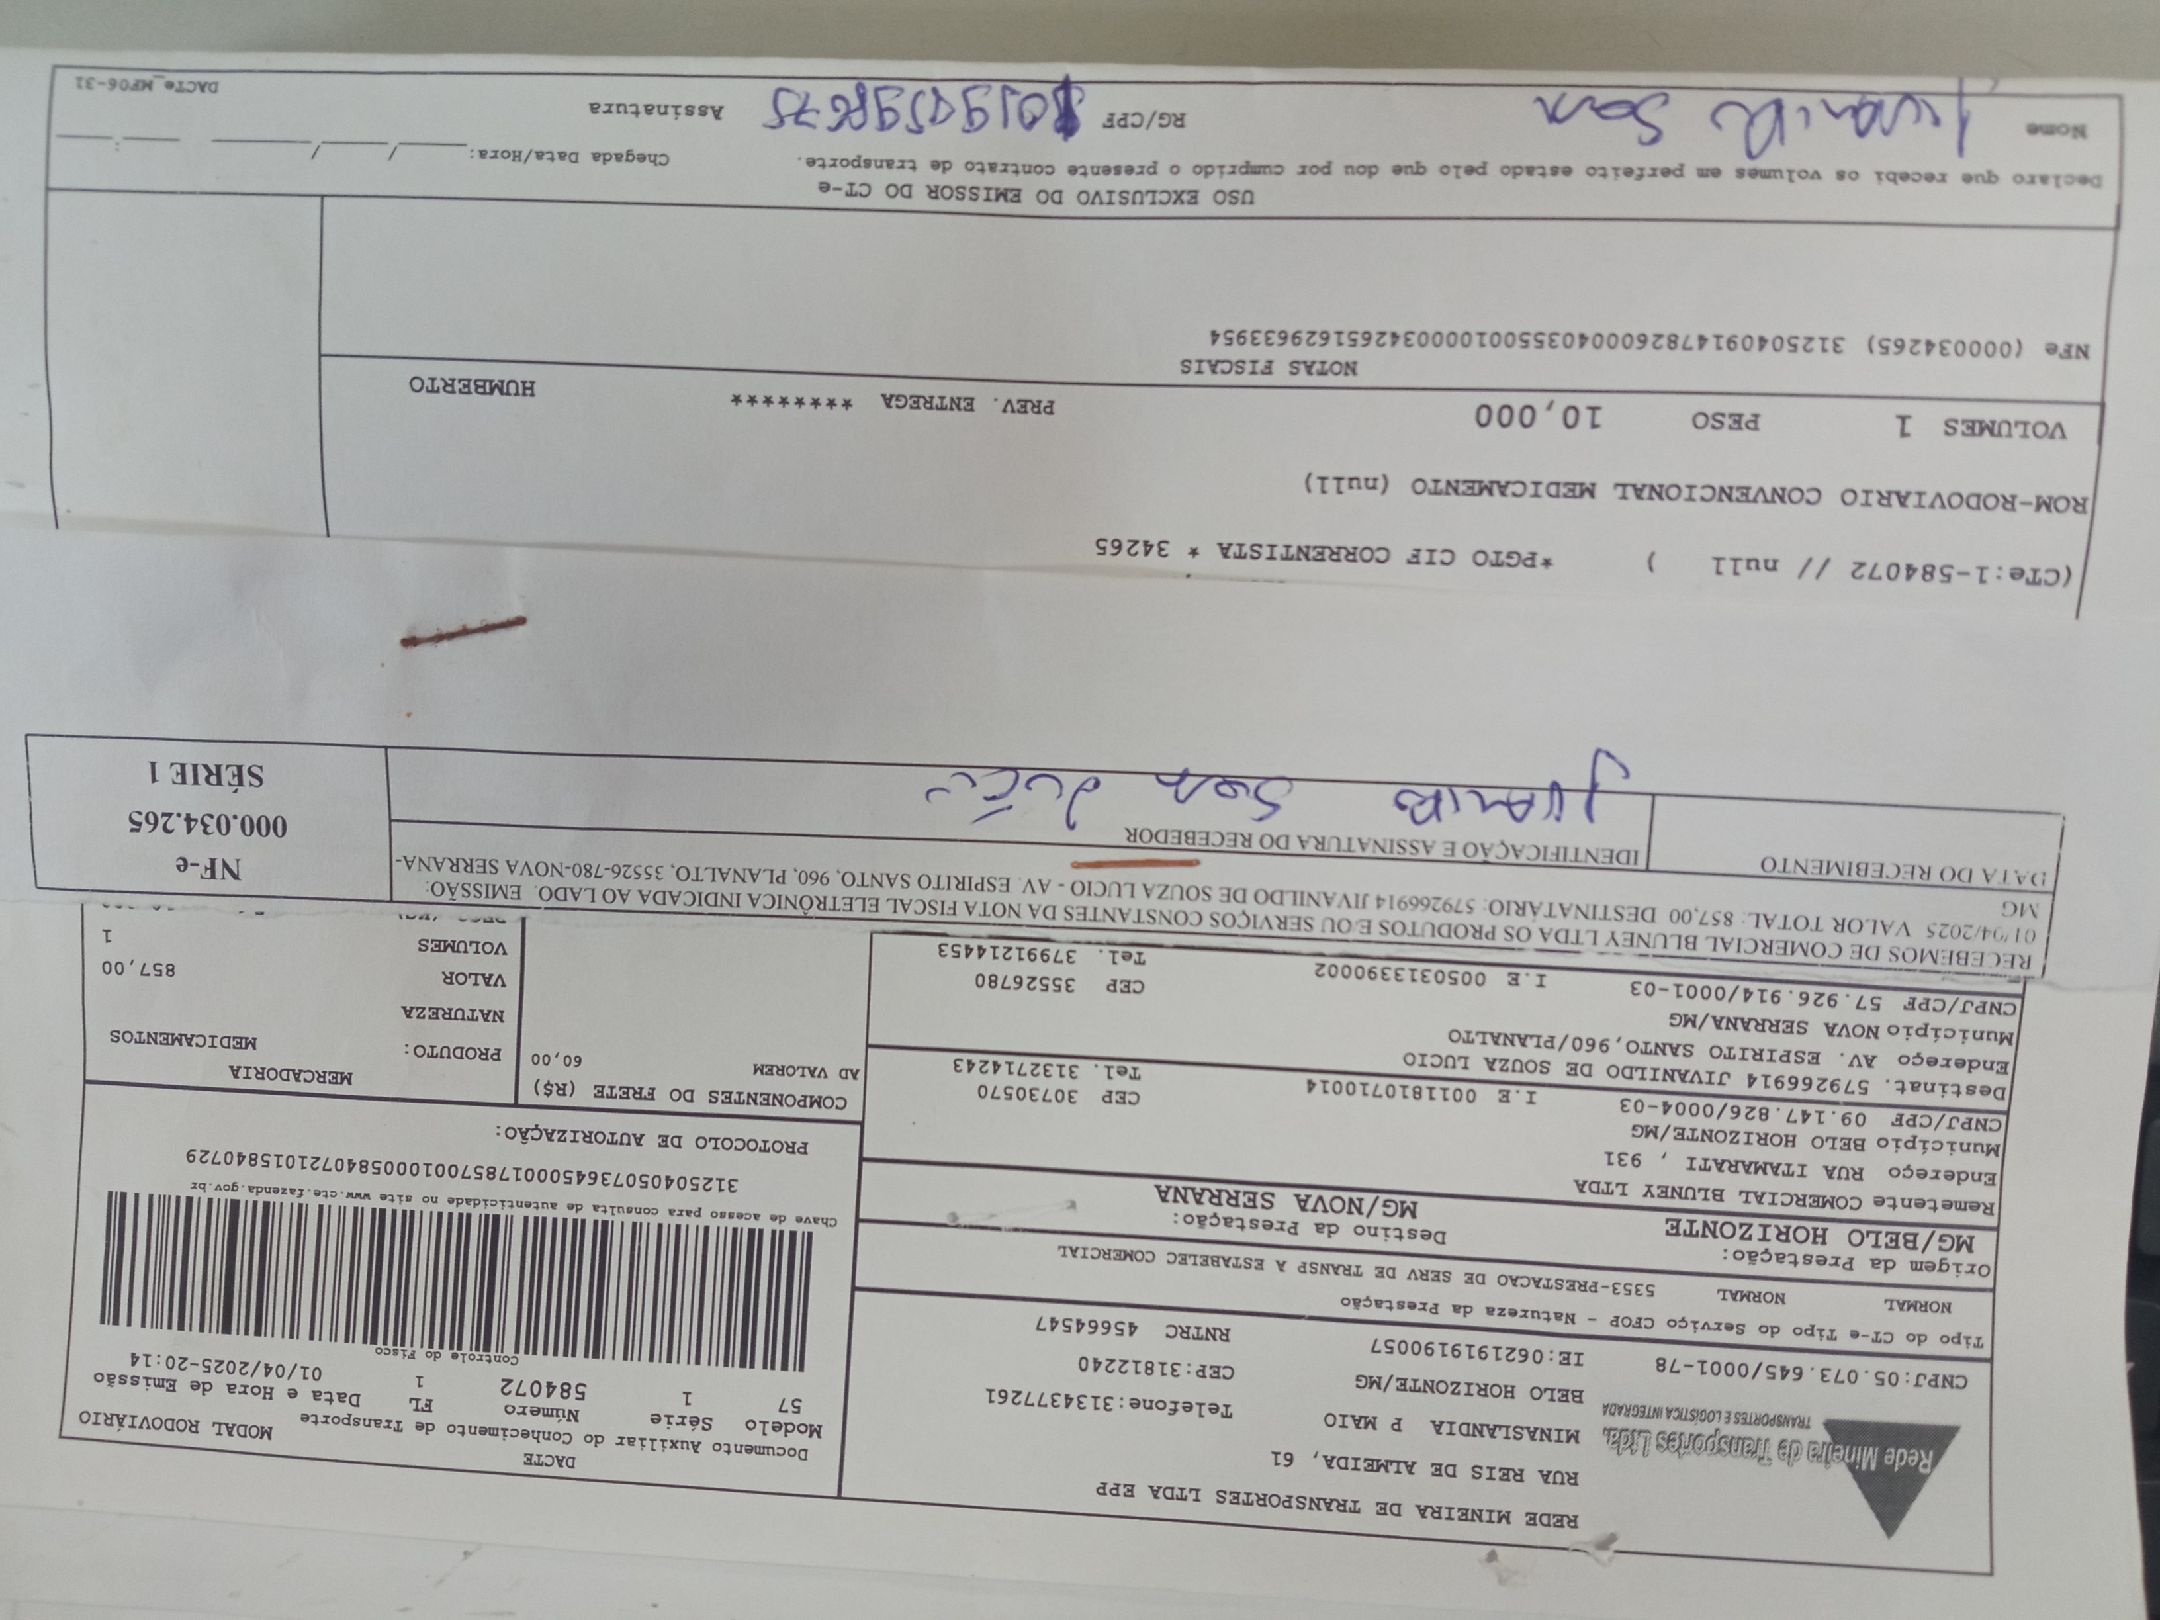 REDE MINEIRA DE TRANSPORTES LTDA EPP
Rede Mineira de Transportes Ltda.
TRANSPORTES E LOGÍSTICA INTEGRADA
RUA REIS DE ALMEIDA, 61
MINASLANDIA P MAIO Telefone:3134377261
BELO HORIZONTE/MG CEP:31812240
CNPJ:05.073.645/0001-78 IE:0621919190057 RNTRC 45664547
DACTE
Documento Auxiliar do Conhecimento de Transporte MODAL RODOVIÁRIO
Modelo Série Número FL Data e Hora de Emissão
57 1 584072 1 01/04/2025-20:14
Controle do Fisco
Chave de acesso para consulta de autenticidade no site www.cte.fazenda.gov.br
31250405073645000178570010005840721015840729
PROTOCOLO DE AUTORIZAÇÃO:
Tipo do CT-e Tipo do Serviço CFOP - Natureza da Prestação
NORMAL NORMAL 5353-PRESTACAO DE SERV DE TRANSP A ESTABELEC COMERCIAL
Origem da Prestação: Destino da Prestação:
MG/BELO HORIZONTE MG/NOVA SERRANA
Remetente COMERCIAL BLUNEY LTDA
Endereço RUA ITAMARATI , 931
Município BELO HORIZONTE/MG CEP 30730570
CNPJ/CPF 09.147.826/0004-03 I.E 0011810710014 Tel. 3132714243
Destinat. 579266914 JIVANILDO DE SOUZA LUCIO
Endereço AV. ESPIRITO SANTO,960/PLANALTO
Município NOVA SERRANA/MG CEP 35526780
CNPJ/CPF 57.926.914/0001-03 I.E 0050313390002 Tel. 37991214453
COMPONENTES DO FRETE (R$)
AD VALOREM 60,00
MERCADORIA
PRODUTO: MEDICAMENTOS
NATUREZA
VALOR 857,00
VOLUMES 1
RECEBEMOS DE COMERCIAL BLUNEY LTDA OS PRODUTOS E/OU SERVIÇOS CONSTANTES DA NOTA FISCAL ELETRÔNICA INDICADA AO LADO. EMISSÃO:
01/04/2025 VALOR TOTAL: 857,00 DESTINATÁRIO: 579266914 JIVANILDO DE SOUZA LUCIO - AV. ESPIRITO SANTO, 960, PLANALTO, 35526-780-NOVA SERRANA-
MG
DATA DO RECEBIMENTO
IDENTIFICAÇÃO E ASSINATURA DO RECEBEDOR
NF-e
000.034.265
SÉRIE 1
(CTe:1-584072 // null ) *PGTO CIF CORRENTISTA * 34265
ROM-RODOVIARIO CONVENCIONAL MEDICAMENTO (null)
VOLUMES 1 PESO 10,000 PREV. ENTREGA ******** HUMBERTO
NOTAS FISCAIS
NFe (000034265) 31250409147826000403550010000342651629633954
USO EXCLUSIVO DO EMISSOR DO CT-e
Declaro que recebi os volumes em perfeito estado pelo que dou por cumprido o presente contrato de transporte. Chegada Data/Hora: ____/____/____ ____:____
Nome RG/CPF Assinatura
DACTe_MF06-31